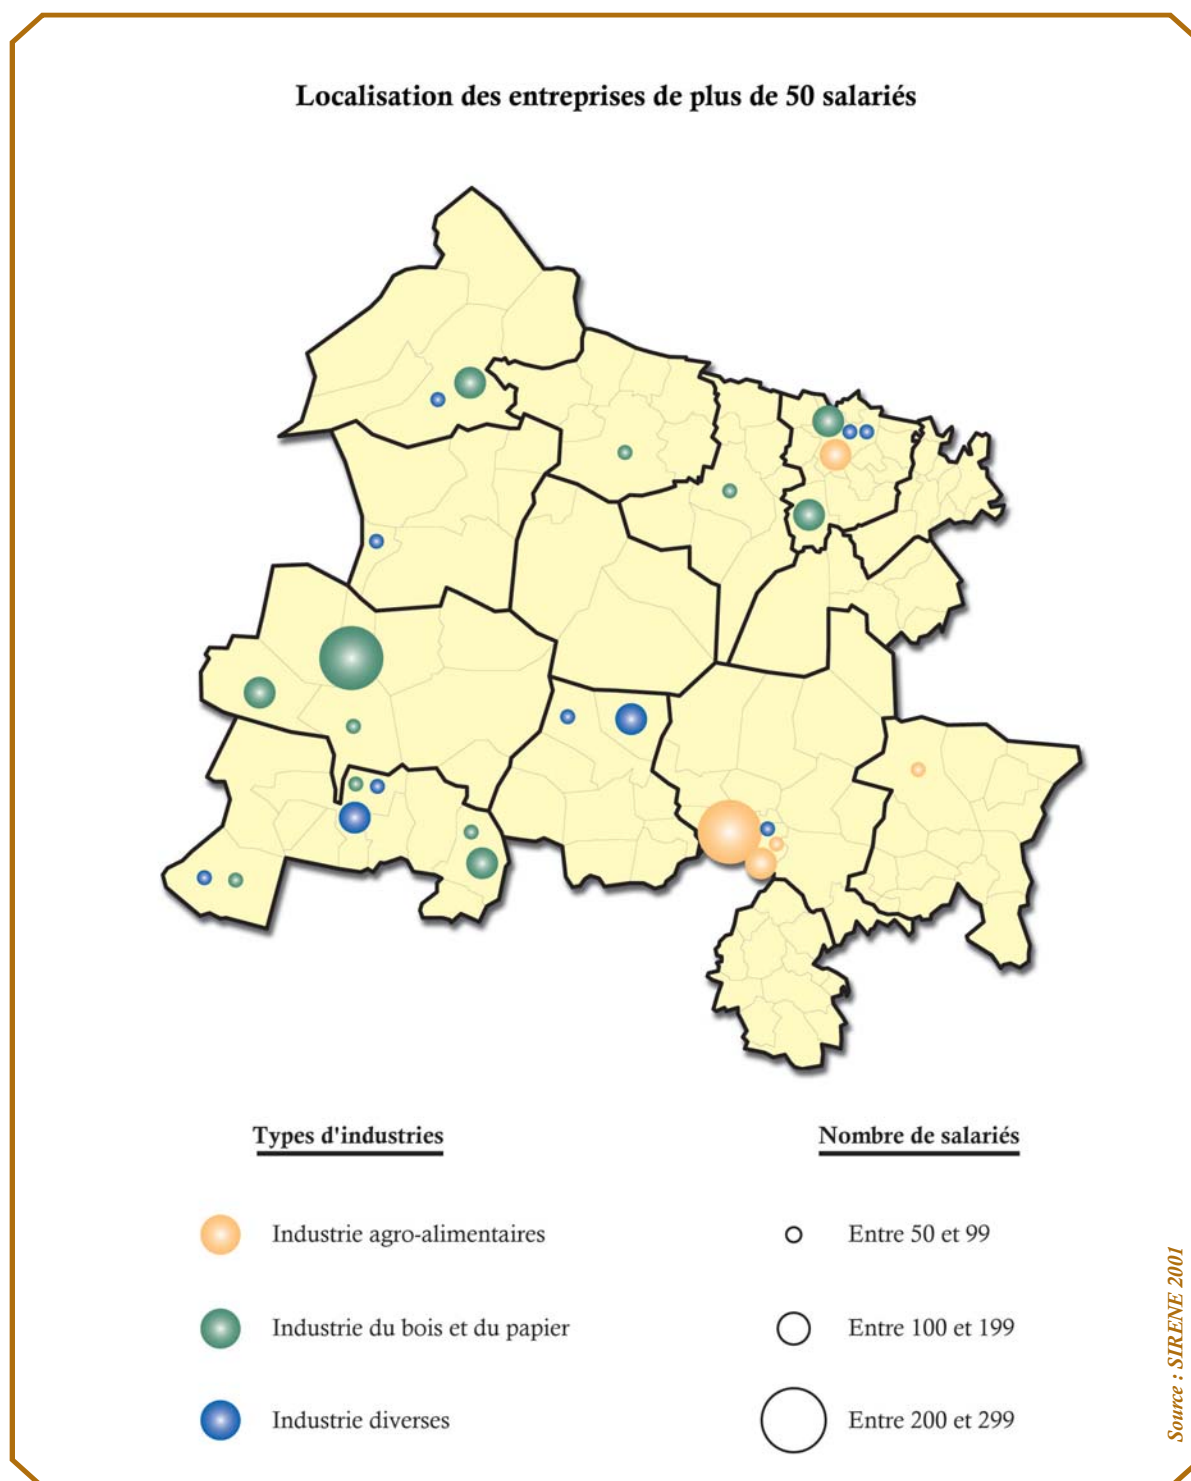 Localisation des entreprises de plus de 50 salariés
Types d'industries
Industrie agro-alimentaires
Industrie du bois et du papier
Industrie diverses
Nombre de salariés
Entre 50 et 99
Entre 100 et 199
Entre 200 et 299
Source : SIRENE 2001